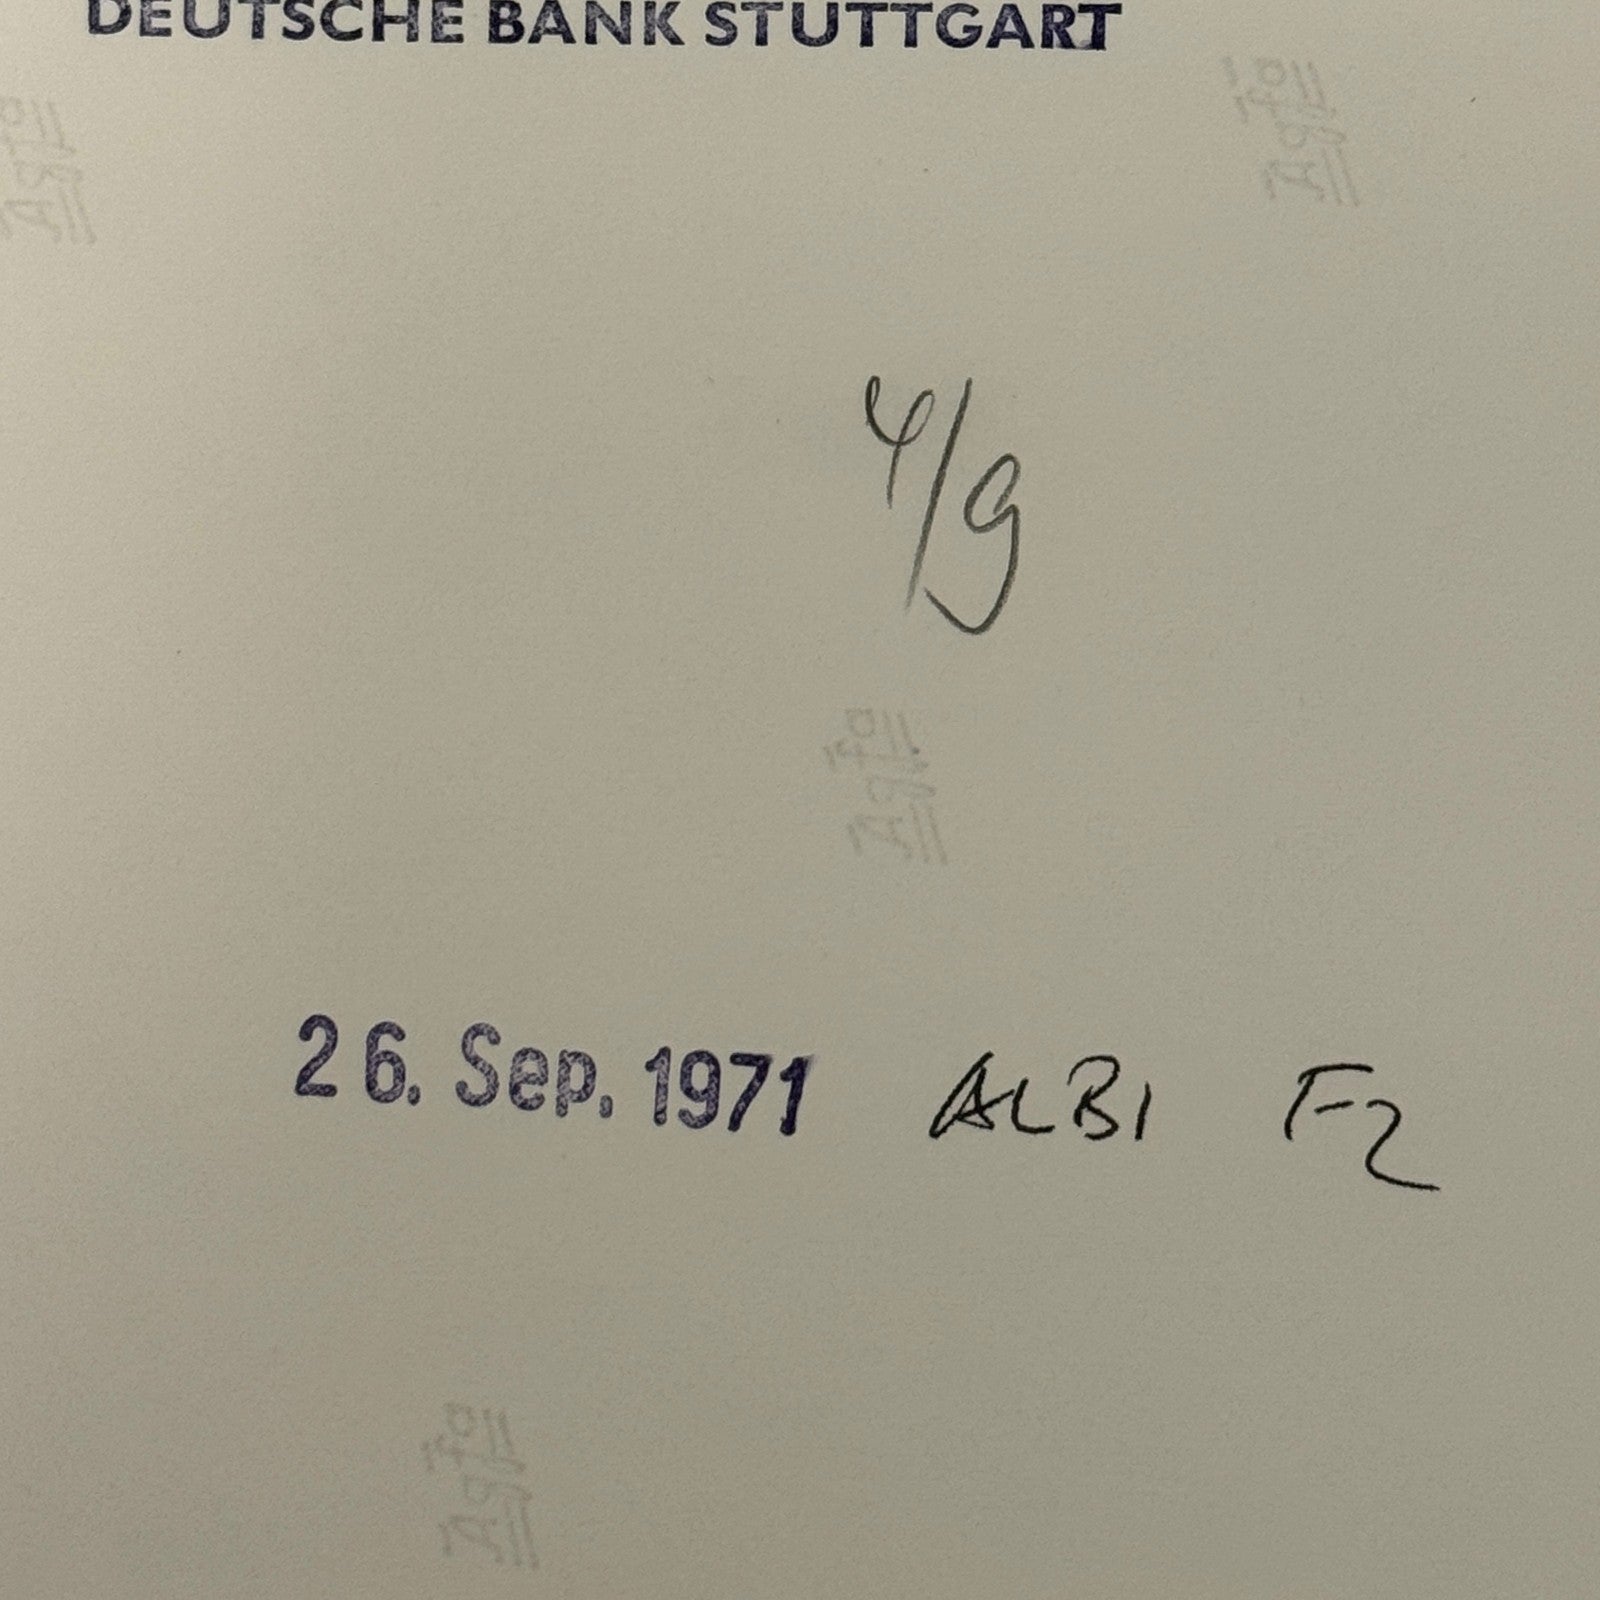 DEUTSCHE BANK STUTTGART
4/9
26. Sep. 1971 ALBI F2